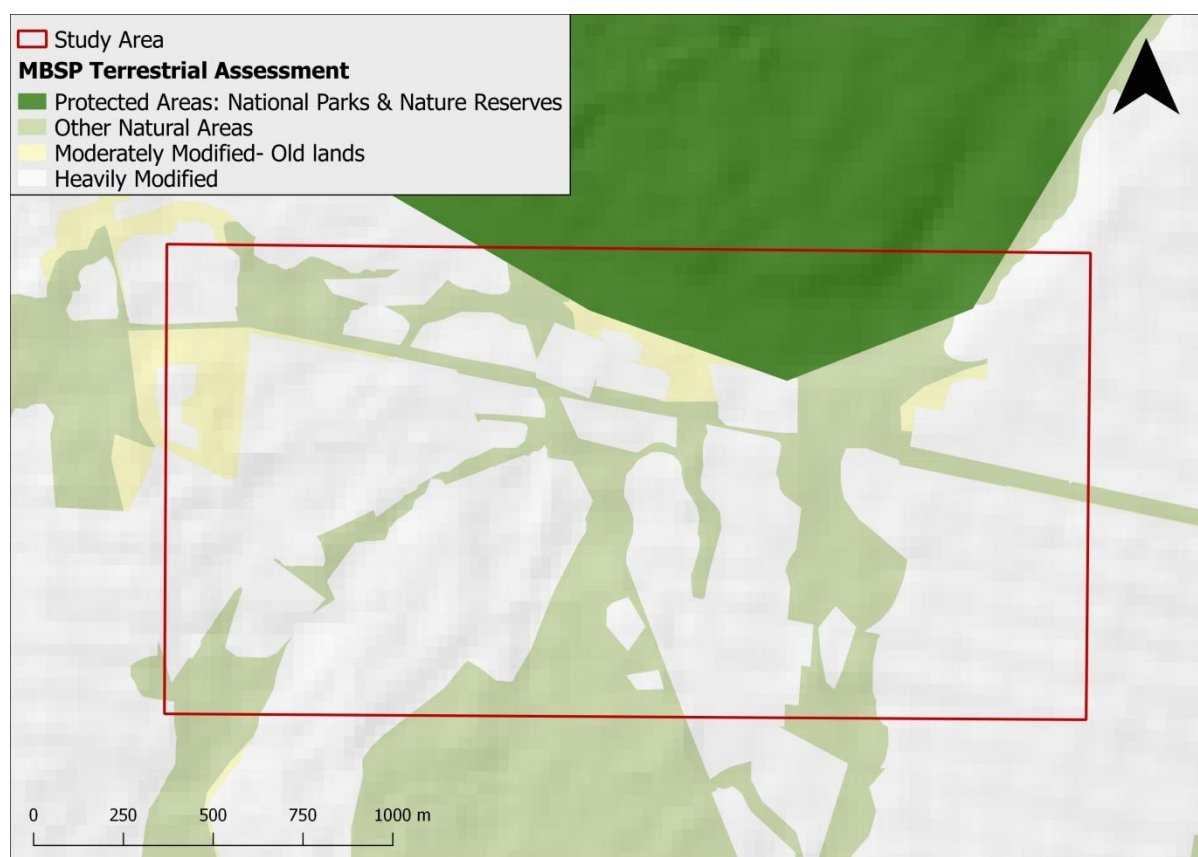 Study Area
MBSP Terrestrial Assessment
Protected Areas: National Parks & Nature Reserves
Other Natural Areas
Moderately Modified- Old lands
Heavily Modified
0 250 500 750 1000 m